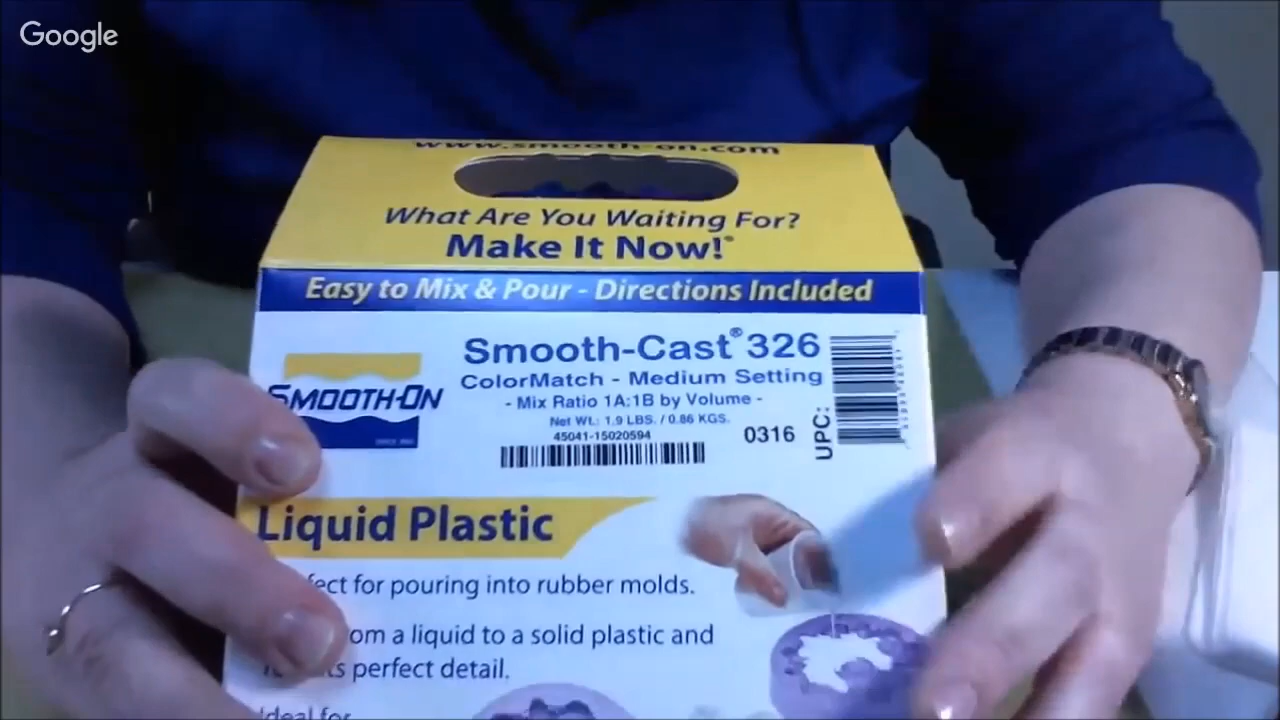 Google
www.smooth-on.com
What Are You Waiting For?
Make It Now!®
Easy to Mix & Pour - Directions Included
Smooth-Cast® 326
ColorMatch - Medium Setting
- Mix Ratio 1A:1B by Volume -
Net Wt.: 1.9 LBS. / 0.86 KGS.
45041-15020594
0316
UPC:
SMOOTH-ON
Liquid Plastic
for pouring into rubber molds.
a liquid to a solid plastic and
perfect detail.
Ideal for